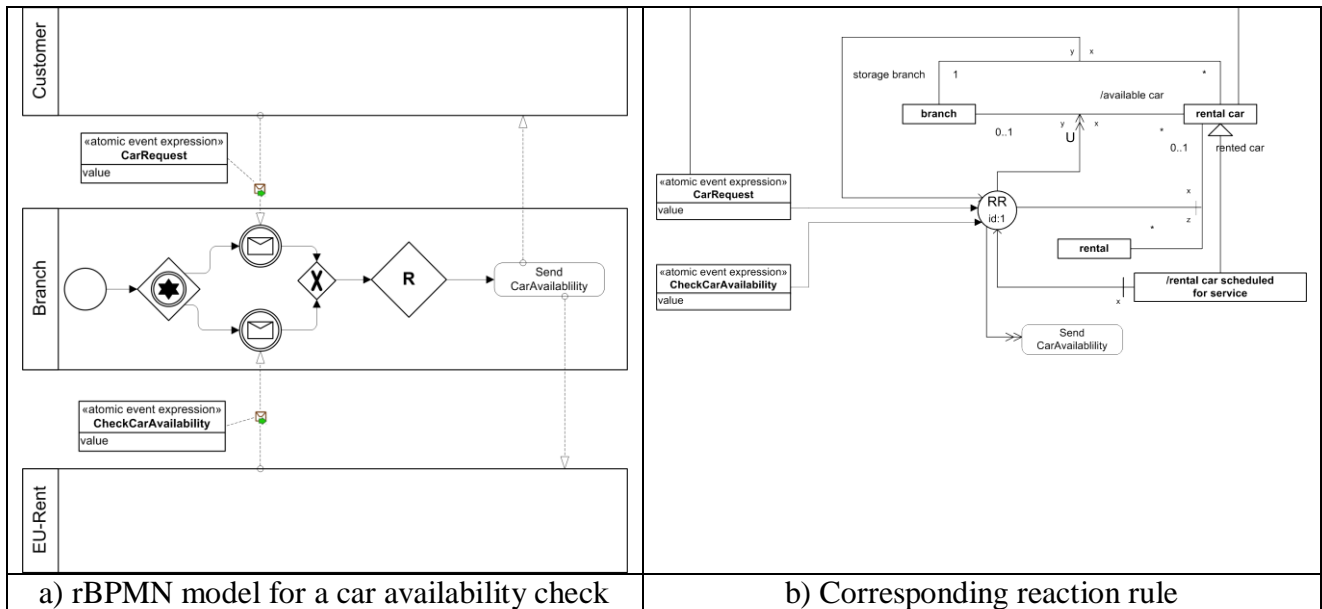 Customer
«atomic event expression»
CarRequest
value
Branch
X
R
Send
CarAvailablility
«atomic event expression»
CheckCarAvailability
value
EU-Rent
a) rBPMN model for a car availability check
y x
storage branch 1 *
/available car
branch rental car
0..1 y x * 0..1 rented car
U
«atomic event expression»
CarRequest
value
RR
id:1
x
z
*
rental
«atomic event expression»
CheckCarAvailability
value
/rental car scheduled
for service
x
Send
CarAvailablility
b) Corresponding reaction rule